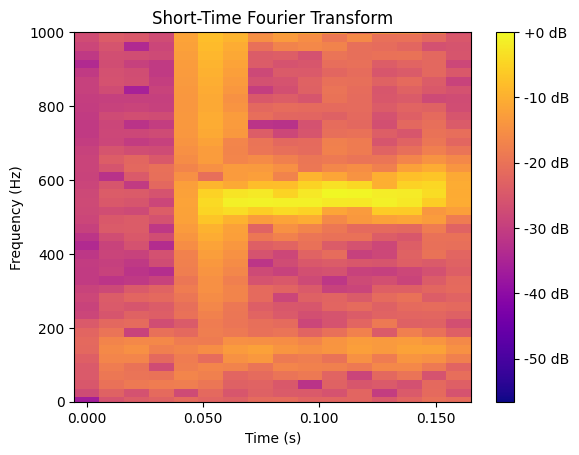 Short-Time Fourier Transform
1000
800
600
400
200
0
Frequency (Hz)
0.000
0.050
0.100
0.150
Time (s)
+0 dB
-10 dB
-20 dB
-30 dB
-40 dB
-50 dB